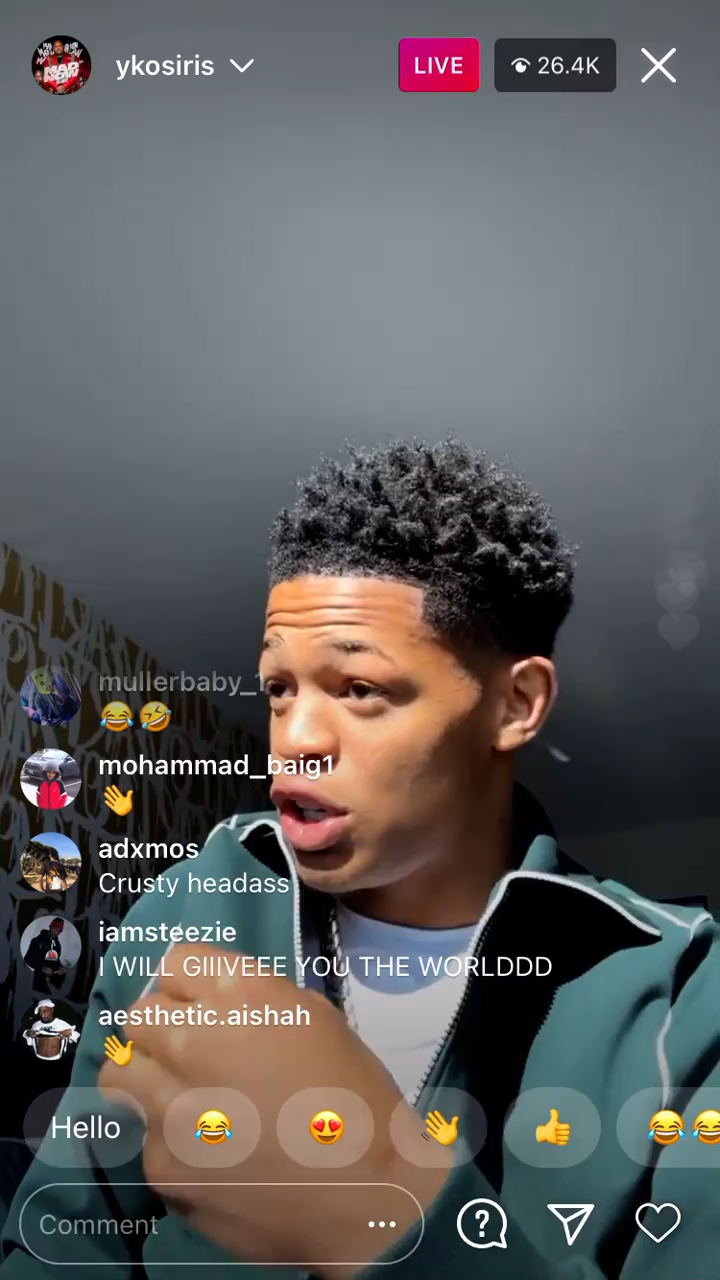 ykosiris
LIVE
26.4K
mullerbaby_1
😂🤣
mohammad_baig1
👋
adxmos
Crusty headass
iamsteezie
I WILL GIIIVEEE YOU THE WORLDDD
aesthetic.aishah
👋
Hello 😂 😍 👋 👍 😂😂
Comment